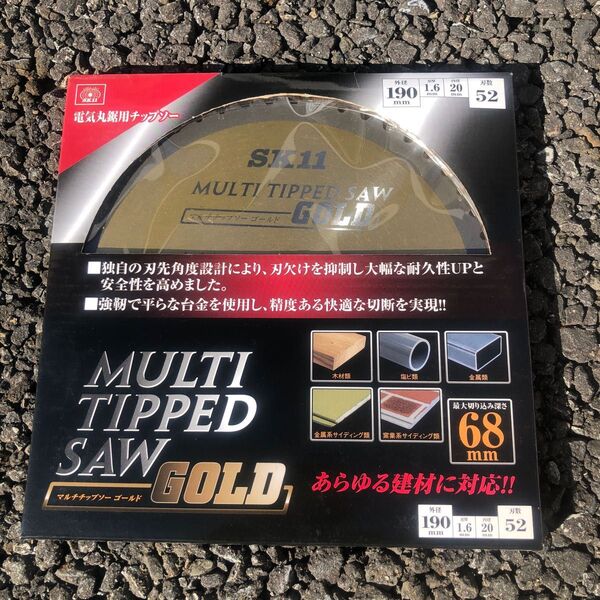 SK11
電気丸鋸用チップソー
外径 190 mm
刃厚 1.6 mm
内径 20 mm
刃数 52
SK11
MULTI TIPPED SAW
マルチチップソー ゴールド GOLD
■独自の刃先角度設計により、刃欠けを抑制し大幅な耐久性UPと
安全性を高めました。
■強靭で平らな台金を使用し、精度ある快適な切断を実現!!
MULTI
TIPPED
SAW
GOLD
マルチチップソー ゴールド
木材類
塩ビ類
金属類
金属系サイディング類
窯業系サイディング類
最大切り込み深さ
68
mm
あらゆる建材に対応!!
外径 190 mm
刃厚 1.6 mm
内径 20 mm
刃数 52